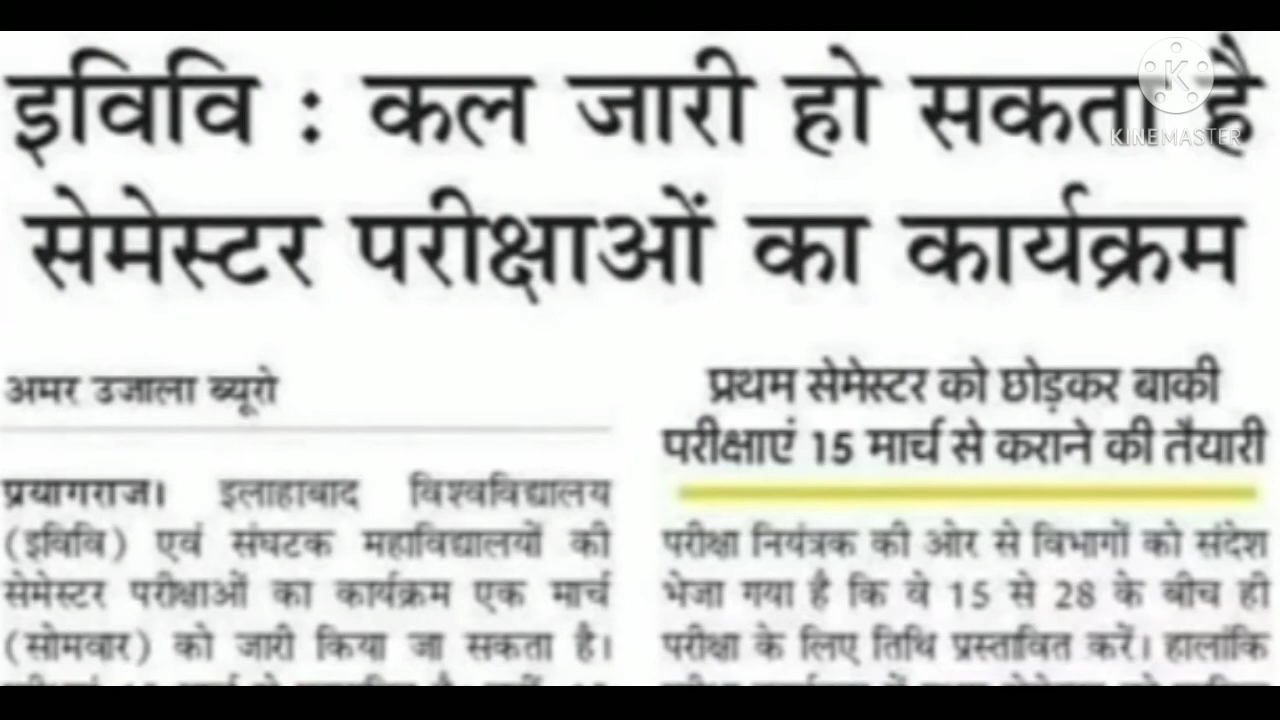 इविवि : कल जारी हो सकता है
सेमेस्टर परीक्षाओं का कार्यक्रम
अमर उजाला ब्यूरो
प्रयागराज। इलाहाबाद विश्वविद्यालय
(इविवि) एवं संघटक महाविद्यालयों की
सेमेस्टर परीक्षाओं का कार्यक्रम एक मार्च
(सोमवार) को जारी किया जा सकता है।
प्रथम सेमेस्टर को छोड़कर बाकी
परीक्षाएं 15 मार्च से कराने की तैयारी
परीक्षा नियंत्रक की ओर से विभागों को संदेश
भेजा गया है कि वे 15 से 28 के बीच ही
परीक्षा के लिए तिथि प्रस्तावित करें। हालांकि
K
KINEMASTER